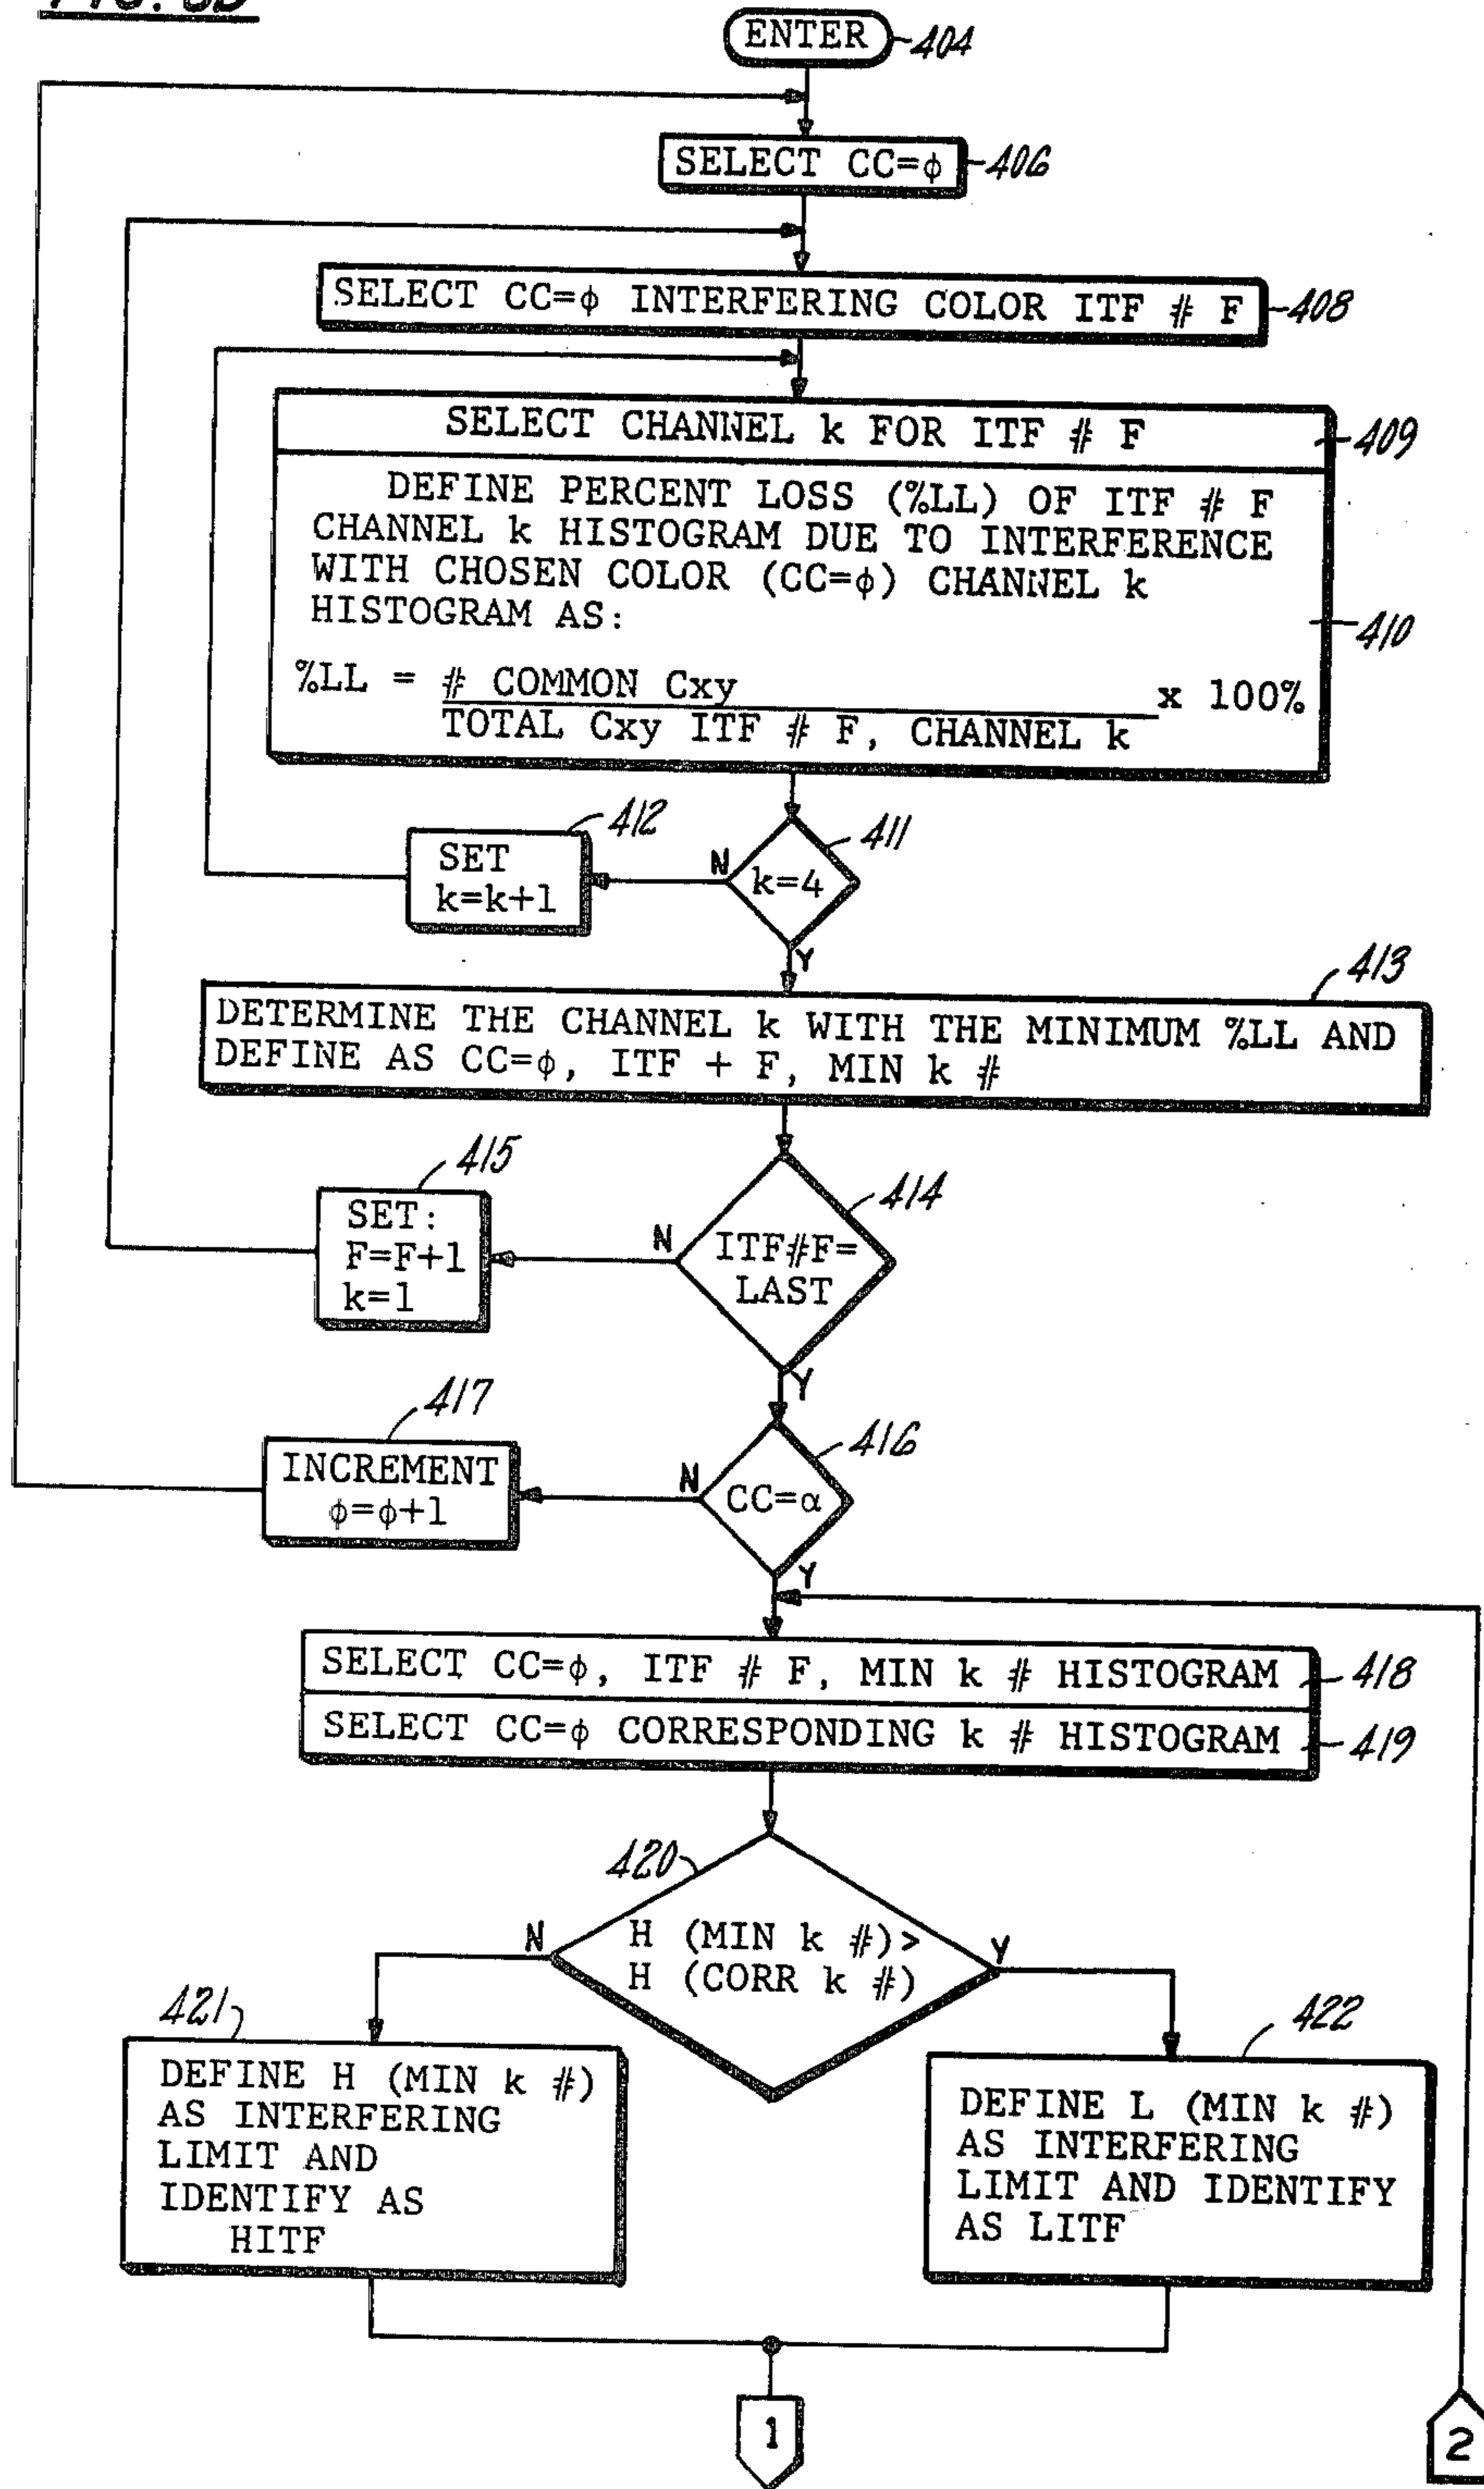 ENTER 404
SELECT CC=ϕ 406
SELECT CC=ϕ INTERFERING COLOR ITF # F 408
SELECT CHANNEL k FOR ITF # F 409
DEFINE PERCENT LOSS (%LL) OF ITF # F
CHANNEL k HISTOGRAM DUE TO INTERFERENCE
WITH CHOSEN COLOR (CC=ϕ) CHANNEL k
HISTOGRAM AS:
410
%LL = # COMMON Cxy x 100%
TOTAL Cxy ITF # F, CHANNEL k
412
SET
k=k+1
411
N
k=4
Y
413
DETERMINE THE CHANNEL k WITH THE MINIMUM %LL AND
DEFINE AS CC=ϕ, ITF + F, MIN k #
415
SET:
F=F+1
k=1
414
N
ITF#F=
LAST
Y
417
INCREMENT
ϕ=ϕ+1
416
N
CC=α
Y
SELECT CC=ϕ, ITF # F, MIN k # HISTOGRAM 418
SELECT CC=ϕ CORRESPONDING k # HISTOGRAM 419
420
N
H (MIN k #)>
H (CORR k #)
Y
421
DEFINE H (MIN k #)
AS INTERFERING
LIMIT AND
IDENTIFY AS
HITF
422
DEFINE L (MIN k #)
AS INTERFERING
LIMIT AND IDENTIFY
AS LITF
1
2